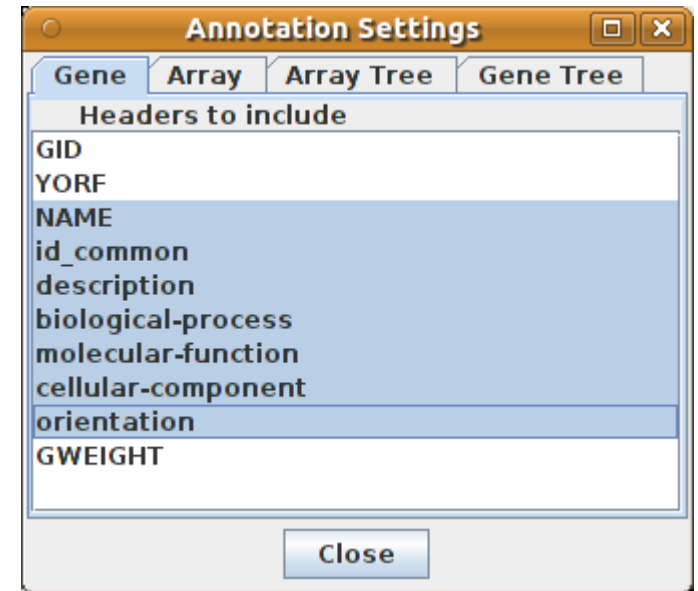 Annotation Settings
Gene Array Array Tree Gene Tree
Headers to include
GID
YORF
NAME
id_common
description
biological-process
molecular-function
cellular-component
orientation
GWEIGHT
Close